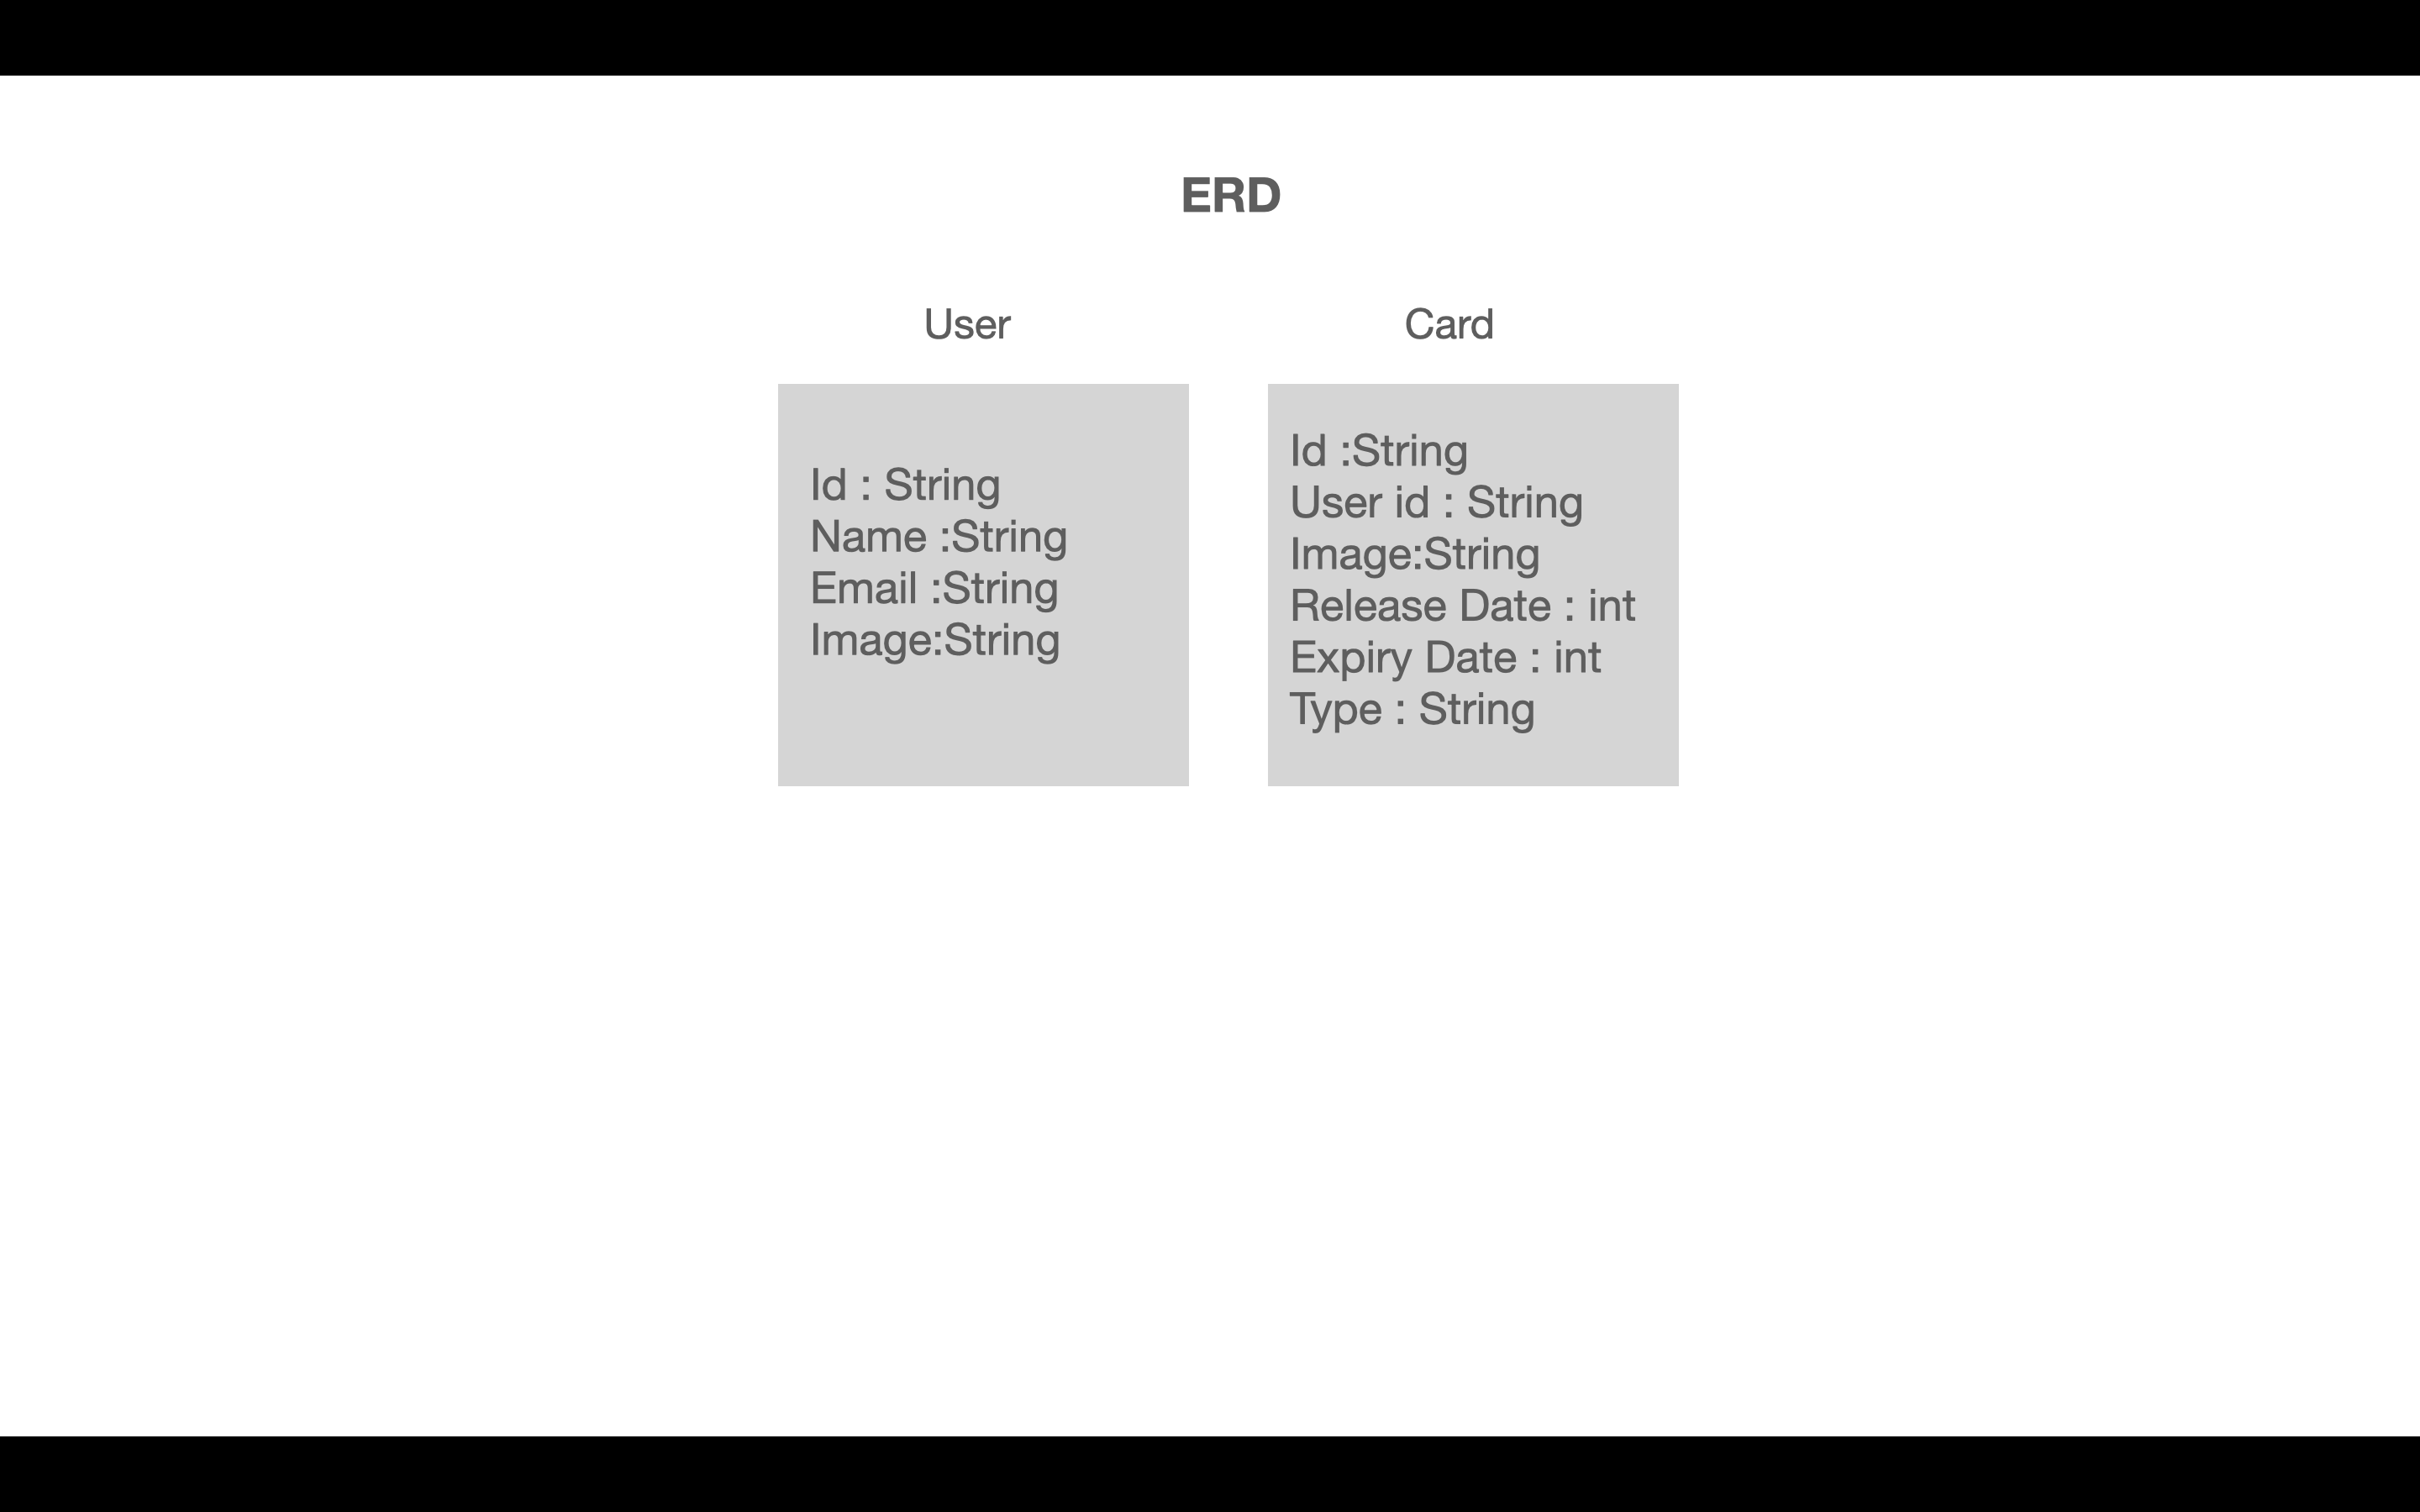 ERD
User
Id : String
Name :String
Email :String
Image:String
Card
Id :String
User id : String
Image:String
Release Date : int
Expiry Date : int
Type : String